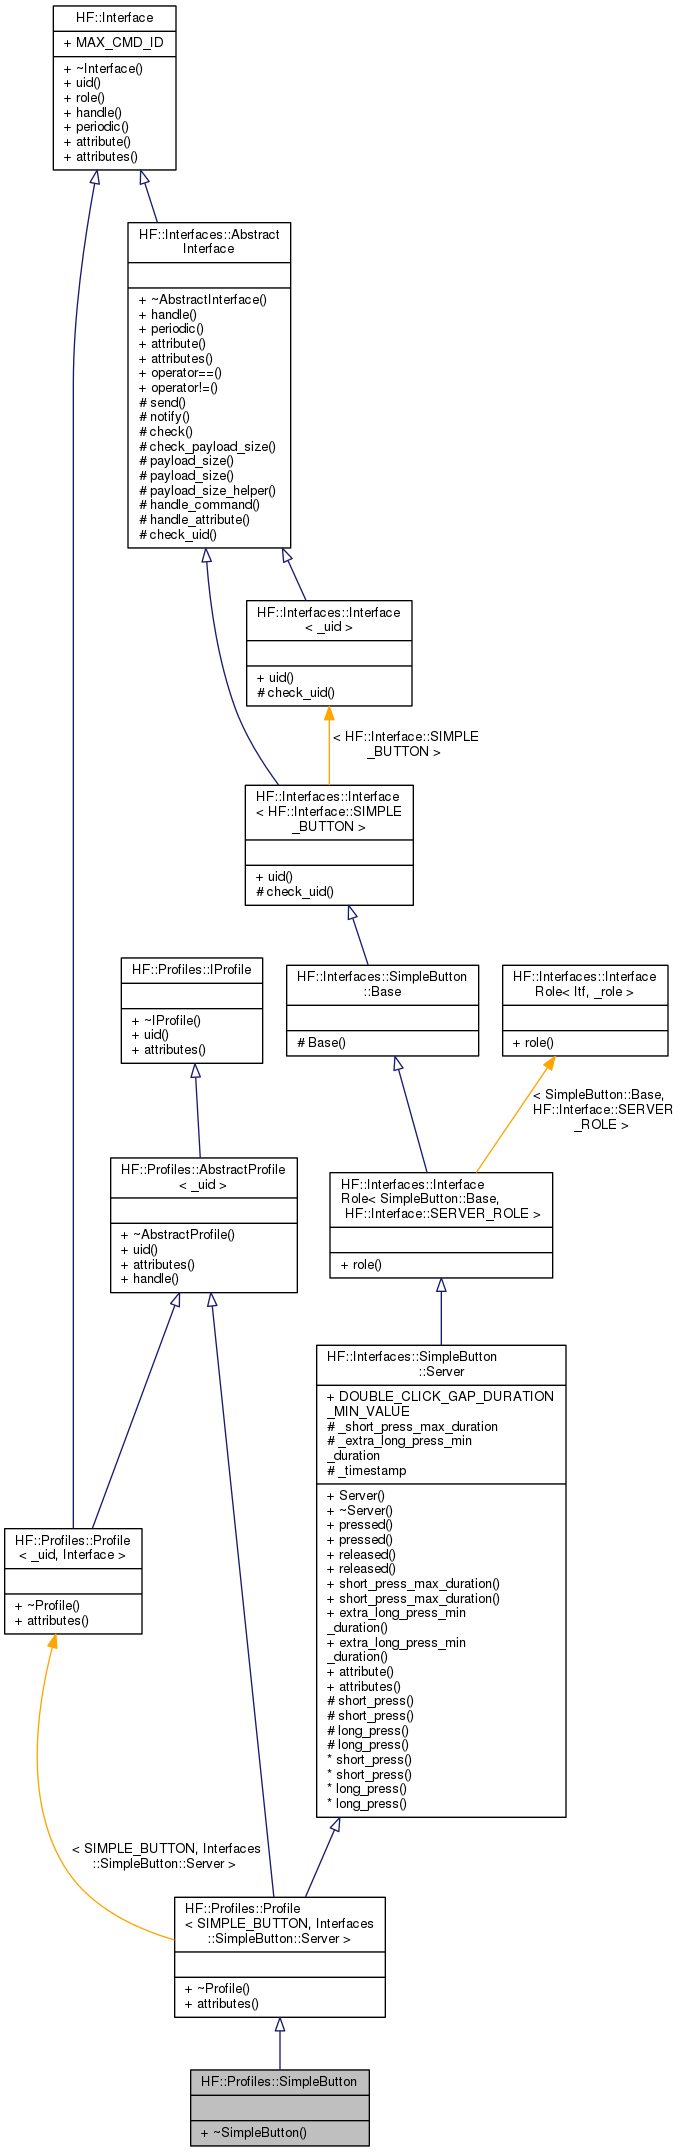 HF::Interface
+ MAX_CMD_ID
+ ~Interface()
+ uid()
+ role()
+ handle()
+ periodic()
+ attribute()
+ attributes()
HF::Interfaces::Abstract
Interface
+ ~AbstractInterface()
+ handle()
+ periodic()
+ attribute()
+ attributes()
+ operator==()
+ operator!=()
# send()
# notify()
# check()
# check_payload_size()
# payload_size()
# payload_size()
# payload_size_helper()
# handle_command()
# handle_attribute()
# check_uid()
HF::Interfaces::Interface
< _uid >
+ uid()
# check_uid()
< HF::Interface::SIMPLE
_BUTTON >
HF::Interfaces::Interface
< HF::Interface::SIMPLE
_BUTTON >
+ uid()
# check_uid()
HF::Profiles::IProfile
+ ~IProfile()
+ uid()
+ attributes()
HF::Interfaces::SimpleButton
::Base
# Base()
HF::Interfaces::Interface
Role< Itf, _role >
+ role()
< SimpleButton::Base,
HF::Interface::SERVER
_ROLE >
HF::Profiles::AbstractProfile
< _uid >
+ ~AbstractProfile()
+ uid()
+ attributes()
+ handle()
HF::Interfaces::Interface
Role< SimpleButton::Base,
HF::Interface::SERVER_ROLE >
+ role()
HF::Interfaces::SimpleButton
::Server
+ DOUBLE_CLICK_GAP_DURATION
_MIN_VALUE
# _short_press_max_duration
# _extra_long_press_min
_duration
# _timestamp
+ Server()
+ ~Server()
+ pressed()
+ pressed()
+ released()
+ released()
+ short_press_max_duration()
+ short_press_max_duration()
+ extra_long_press_min
_duration()
+ extra_long_press_min
_duration()
+ attribute()
+ attributes()
# short_press()
# short_press()
# long_press()
# long_press()
* short_press()
* short_press()
* long_press()
* long_press()
HF::Profiles::Profile
< _uid, Interface >
+ ~Profile()
+ attributes()
< SIMPLE_BUTTON, Interfaces
::SimpleButton::Server >
HF::Profiles::Profile
< SIMPLE_BUTTON, Interfaces
::SimpleButton::Server >
+ ~Profile()
+ attributes()
HF::Profiles::SimpleButton
+ ~SimpleButton()